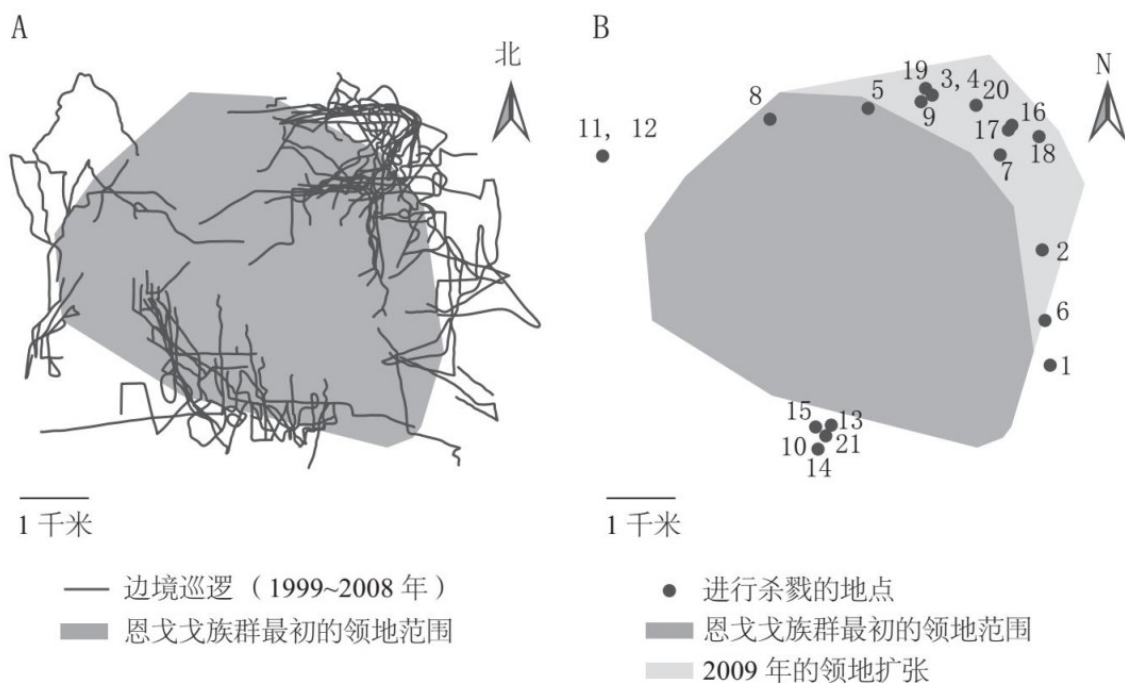 A
北
1 千米
边境巡逻 （1999~2008 年）
恩戈戈族群最初的领地范围
B
N
19
3, 4
5
20
8
9
16
11, 12
17
18
7
2
6
1
15
13
10
21
14
1 千米
进行杀戮的地点
恩戈戈族群最初的领地范围
2009 年的领地扩张